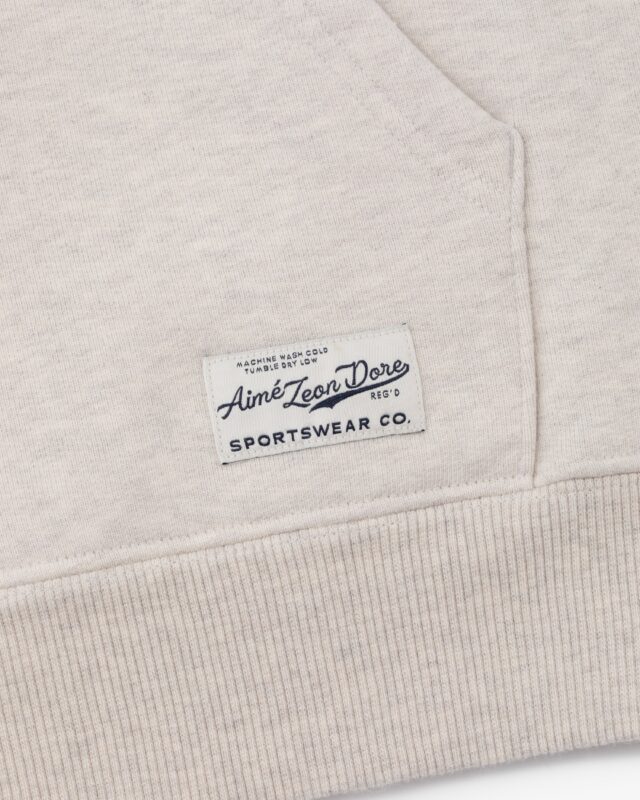 MACHINE WASH COLD
TUMBLE DRY LOW
Aimé Leon Dore
REG'D
SPORTSWEAR CO.